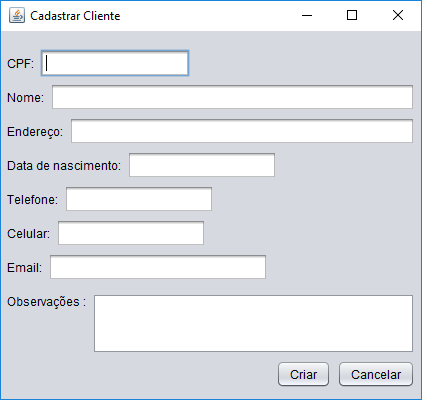 Cadastrar Cliente
CPF:
Nome:
Endereço:
Data de nascimento:
Telefone:
Celular:
Email:
Observações :
Criar Cancelar